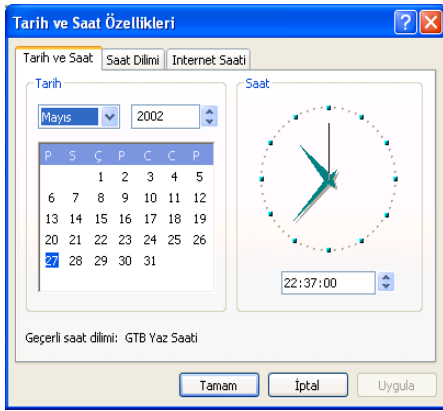 Tarih ve Saat Özellikleri
Tarih ve Saat Saat Dilimi Internet Saati
Tarih
Saat
Mayıs 2002
P S Ç P C C P
1 2 3 4 5
6 7 8 9 10 11 12
13 14 15 16 17 18 19
20 21 22 23 24 25 26
27 28 29 30 31
22:37:00
Geçerli saat dilimi: GTB Yaz Saati
Tamam İptal Uygula